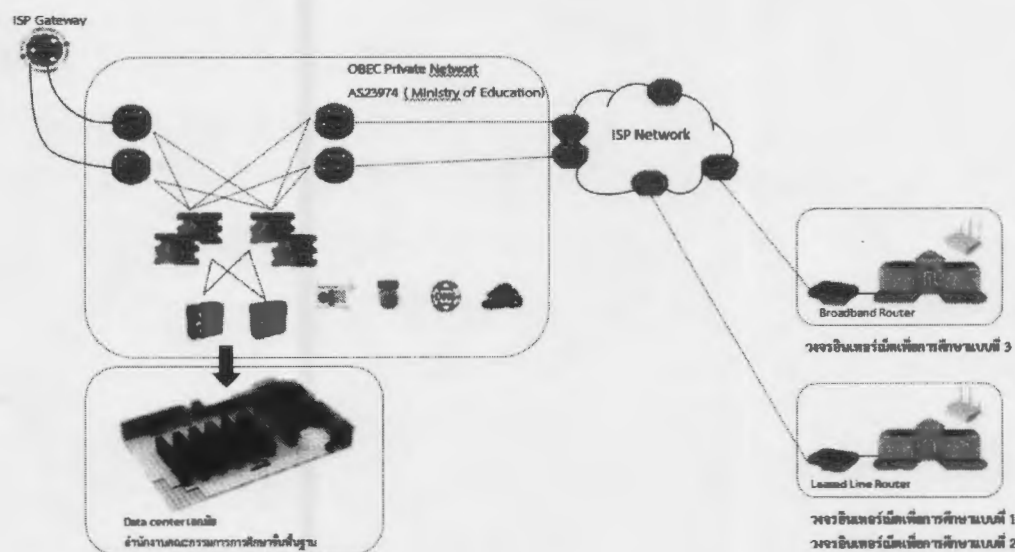 ISP Gateway
OBEC Private Networt
AS23974 ( Ministry of Education)
ISP Network
Broadband Router
วงจรอินเทอร์เน็ตเพื่อการศึกษาแบบที่ 3
Leased Line Router
วงจรอินเทอร์เน็ตเพื่อการศึกษาแบบที่ 1
วงจรอินเทอร์เน็ตเพื่อการศึกษาแบบที่ 2
Data center เอกมัย
สำนักงานคณะกรรมการการศึกษาขั้นพื้นฐาน